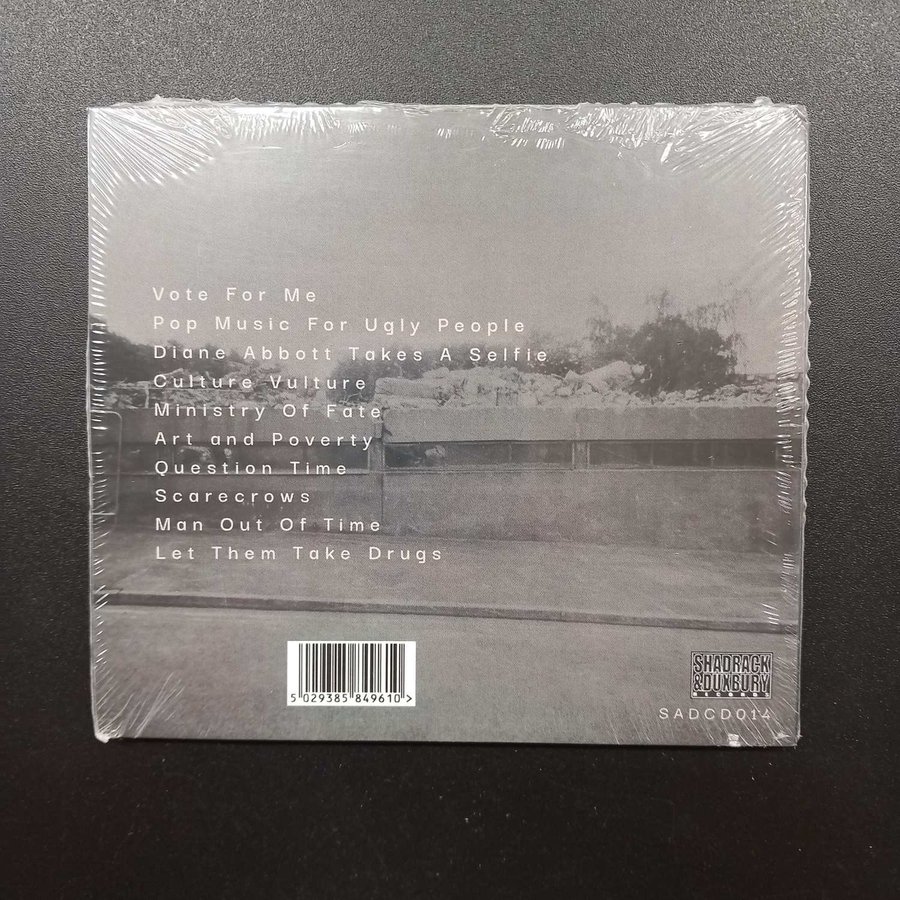 Vote For Me
Pop Music For Ugly People
Diane Abbott Takes A Selfie
Culture Vulture
Ministry Of Fate
Art and Poverty
Question Time
Scarecrows
Man Out Of Time
Let Them Take Drugs
5 029385 849610 >
SHADRACK
&DUXBURY
RECORDS
SADCD014